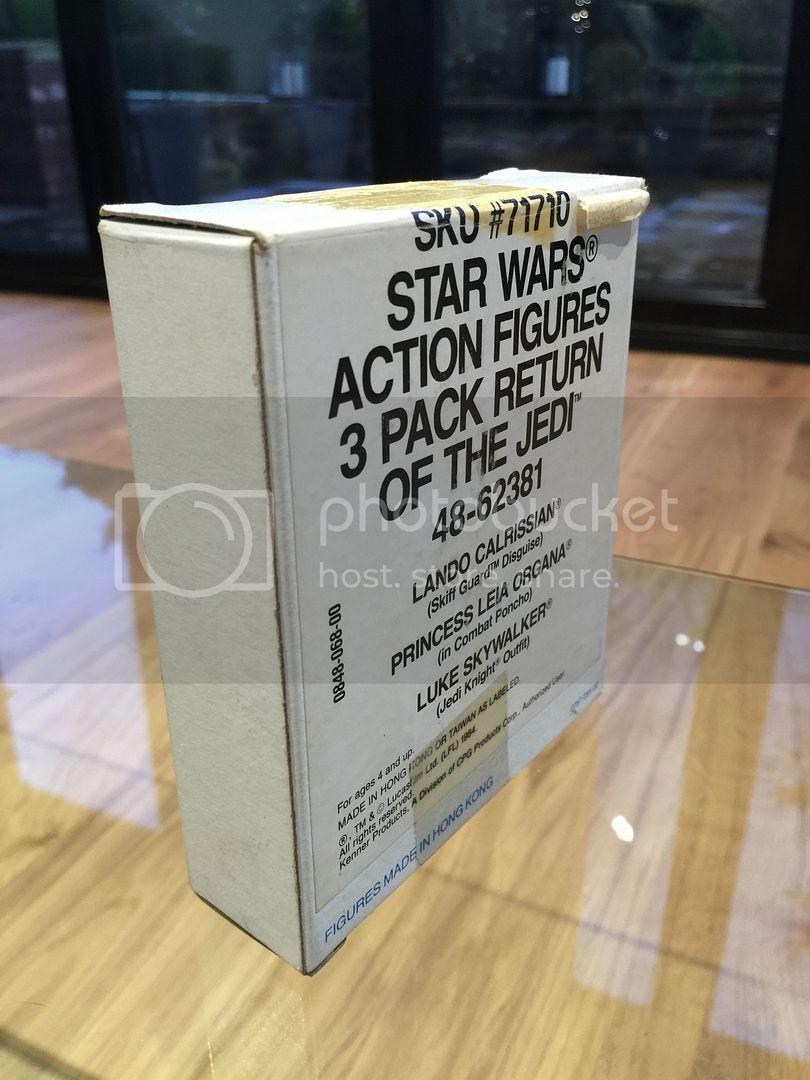 SKU #71710
STAR WARS®
ACTION FIGURES
3 PACK RETURN
OF THE JEDI™
48-62381
LANDO CALRISSIAN®
(Skiff Guard™ Disguise)
PRINCESS LEIA ORGANA®
(in Combat Poncho)
LUKE SKYWALKER®
(Jedi Knight® Outfit)
0848-068-00
For ages 4 and up.
MADE IN HONG KONG OR TAIWAN AS LABELED.
®, TM & © Lucasfilm Ltd. (LFL) 1984.
All rights reserved.
Kenner Products, A Division of CPG Products Corp., Authorized User
FIGURES MADE IN HONG KONG
photobucket
host. store. share.